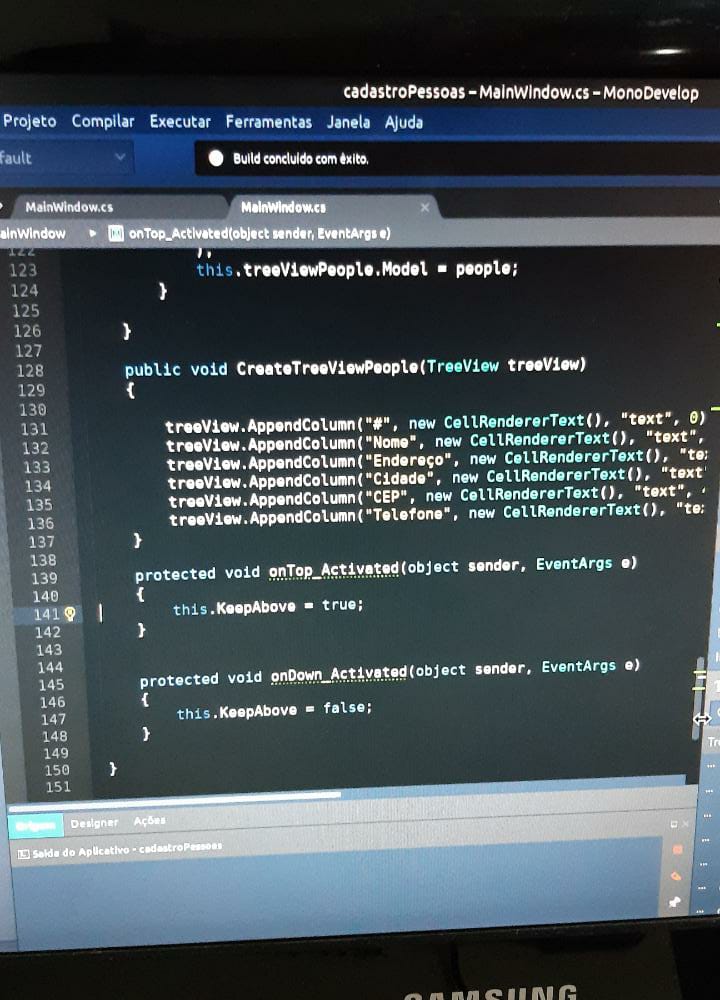 cadastroPessoas – MainWindow.cs – MonoDevelop
Projeto Compilar Executar Ferramentas Janela Ajuda
fault
Build concluído com êxito.
MainWindow.cs
MainWindow.cs ×
ainWindow ▸ onTop_Activated(object sender, EventArgs e)
122 );
123 this.treeViewPeople.Model = people;
124 }
125
126 }
127
128 public void CreateTreeViewPeople(TreeView treeView)
129 {
130
131 treeView.AppendColumn("#", new CellRendererText(), "text", 0)
132 treeView.AppendColumn("Nome", new CellRendererText(), "text",
133 treeView.AppendColumn("Endereço", new CellRendererText(), "te
134 treeView.AppendColumn("Cidade", new CellRendererText(), "text
135 treeView.AppendColumn("CEP", new CellRendererText(), "text",
136 treeView.AppendColumn("Telefone", new CellRendererText(), "te
137 }
138
139 protected void onTop_Activated(object sender, EventArgs e)
140 {
141 this.KeepAbove = true;
142 }
143
144
145 protected void onDown_Activated(object sender, EventArgs e)
146 {
147 this.KeepAbove = false;
148 }
149
150 }
151
Designer Ações
Saída do Aplicativo - cadastroPessoas
Tr
SAMSUNG